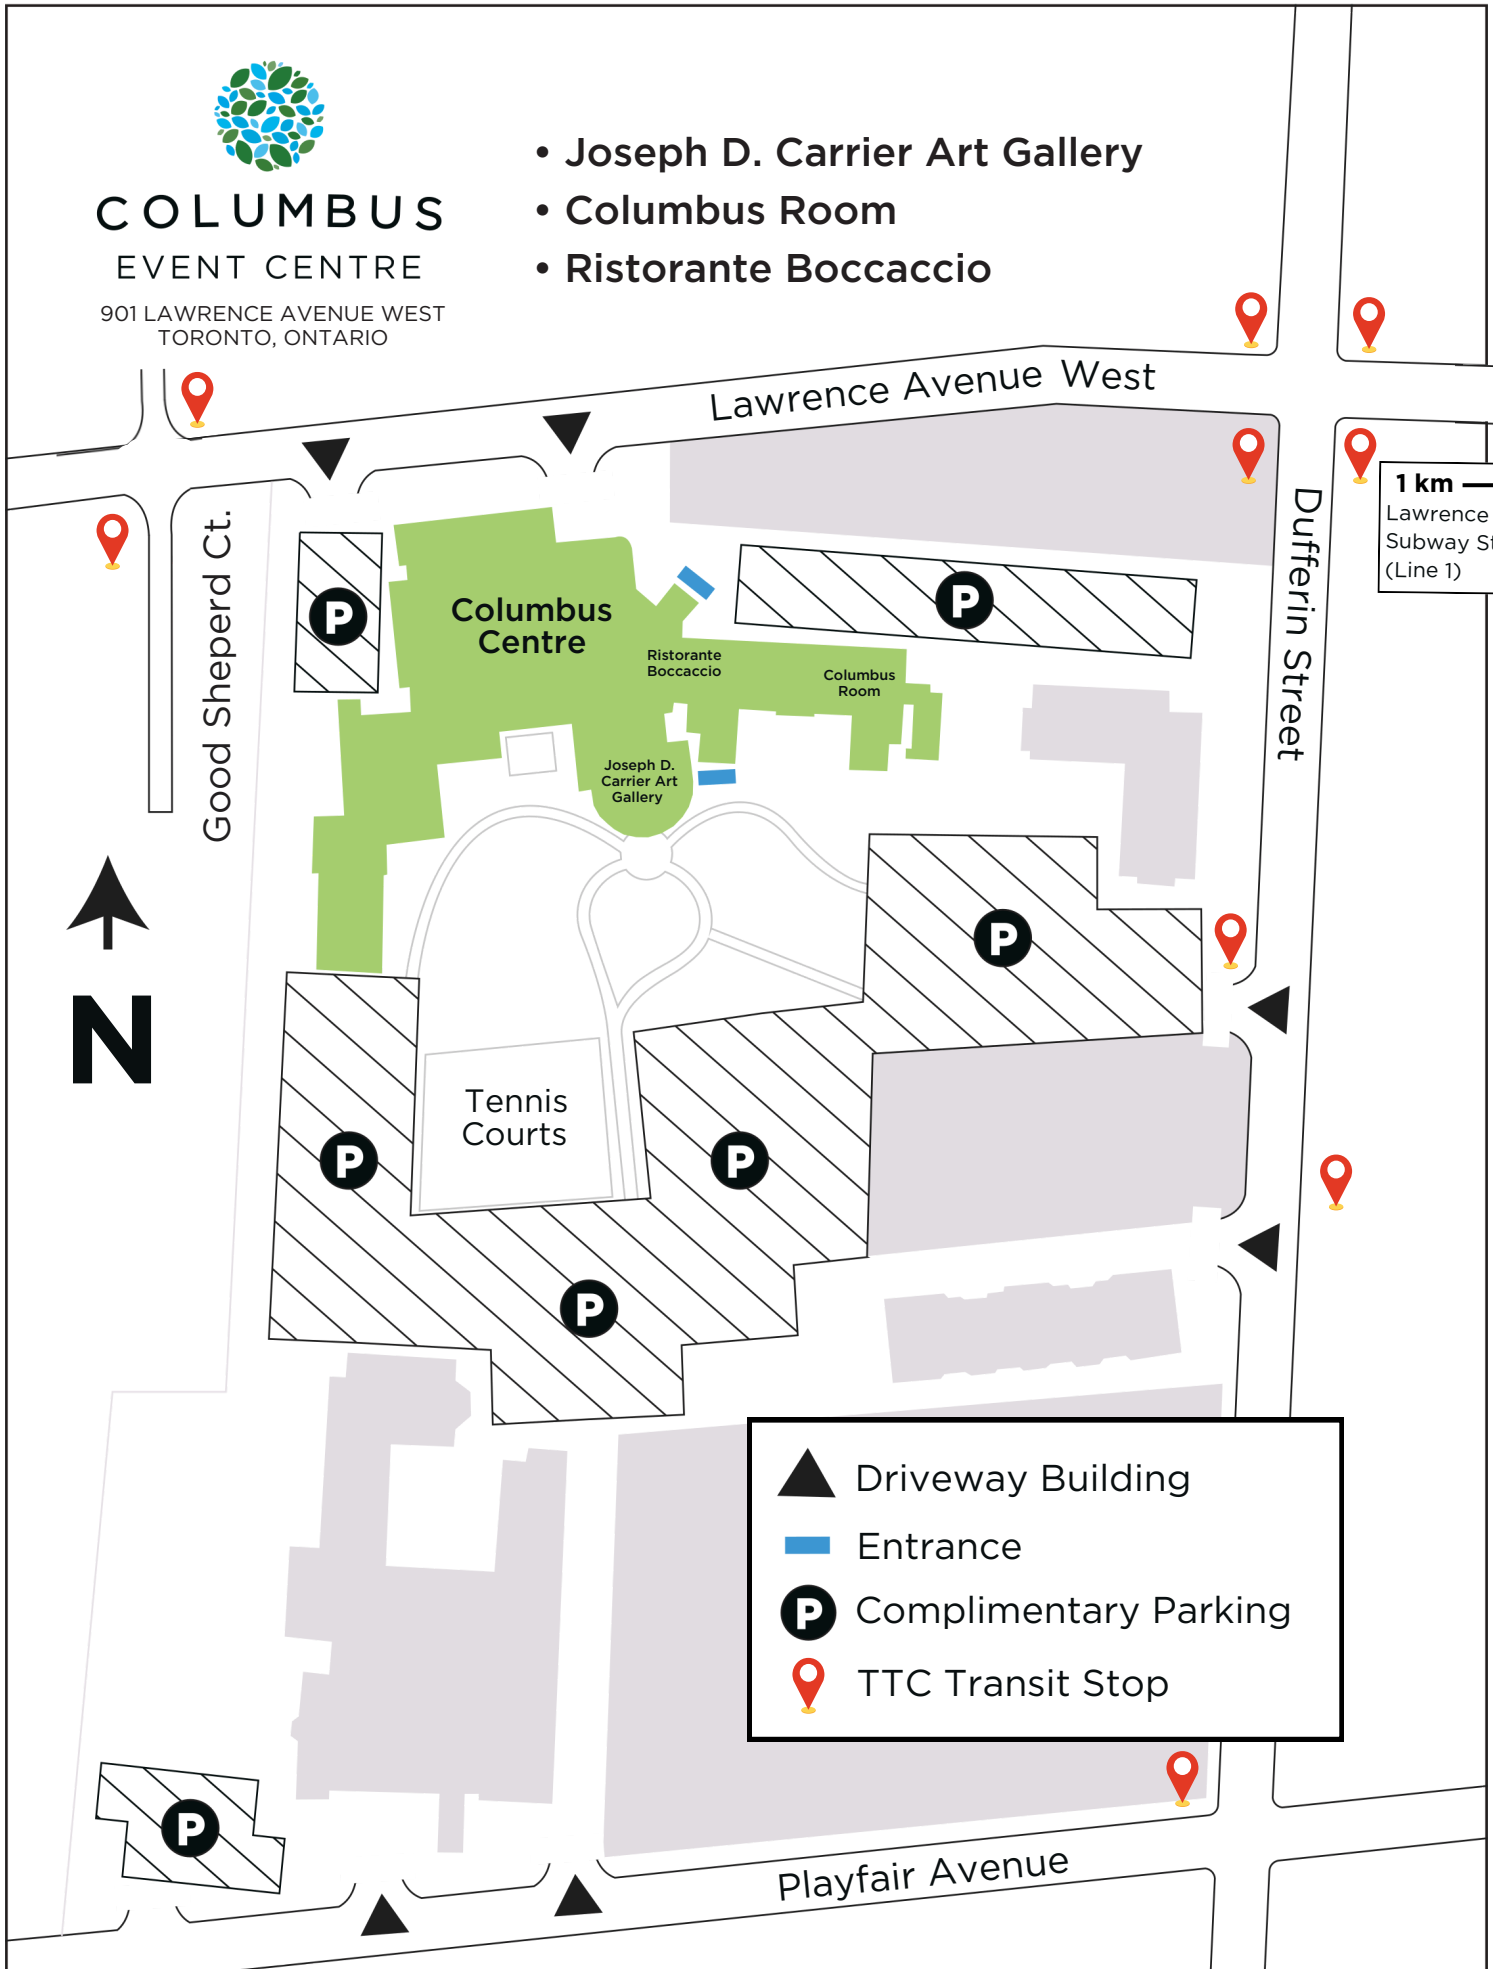 COLUMBUS
EVENT CENTRE
901 LAWRENCE AVENUE WEST
TORONTO, ONTARIO
• Joseph D. Carrier Art Gallery
• Columbus Room
• Ristorante Boccaccio
Lawrence Avenue West
1 km
Lawrence
Subway
(Line 1)
Dufferin Street
Good Sheperd Ct.
P
P
Columbus
Centre
Ristorante
Boccaccio
Columbus
Room
Joseph D.
Carrier Art
Gallery
P
N
Tennis
Courts
P
P
P
Driveway Building
Entrance
P Complimentary Parking
TTC Transit Stop
P
Playfair Avenue